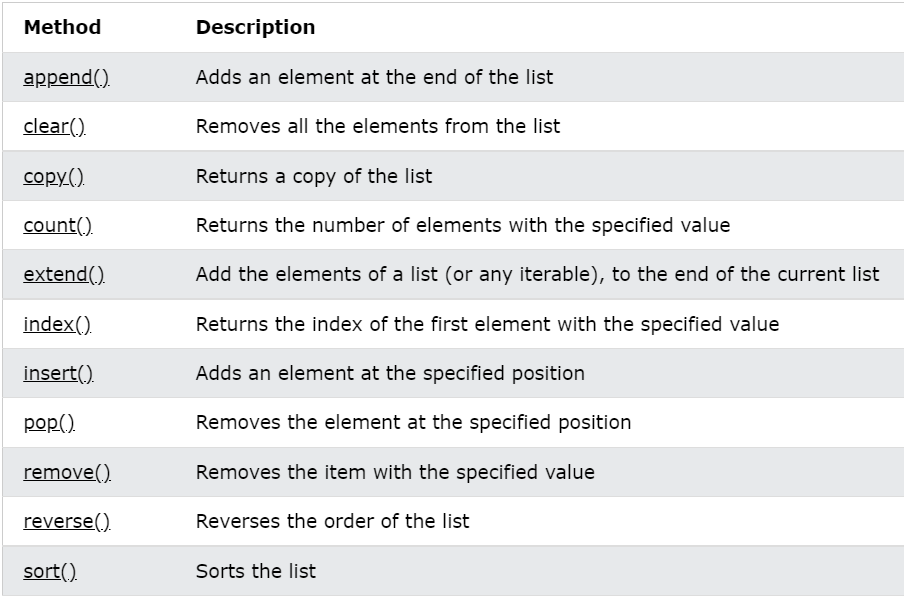 Method Description
append() Adds an element at the end of the list
clear() Removes all the elements from the list
copy() Returns a copy of the list
count() Returns the number of elements with the specified value
extend() Add the elements of a list (or any iterable), to the end of the current list
index() Returns the index of the first element with the specified value
insert() Adds an element at the specified position
pop() Removes the element at the specified position
remove() Removes the item with the specified value
reverse() Reverses the order of the list
sort() Sorts the list